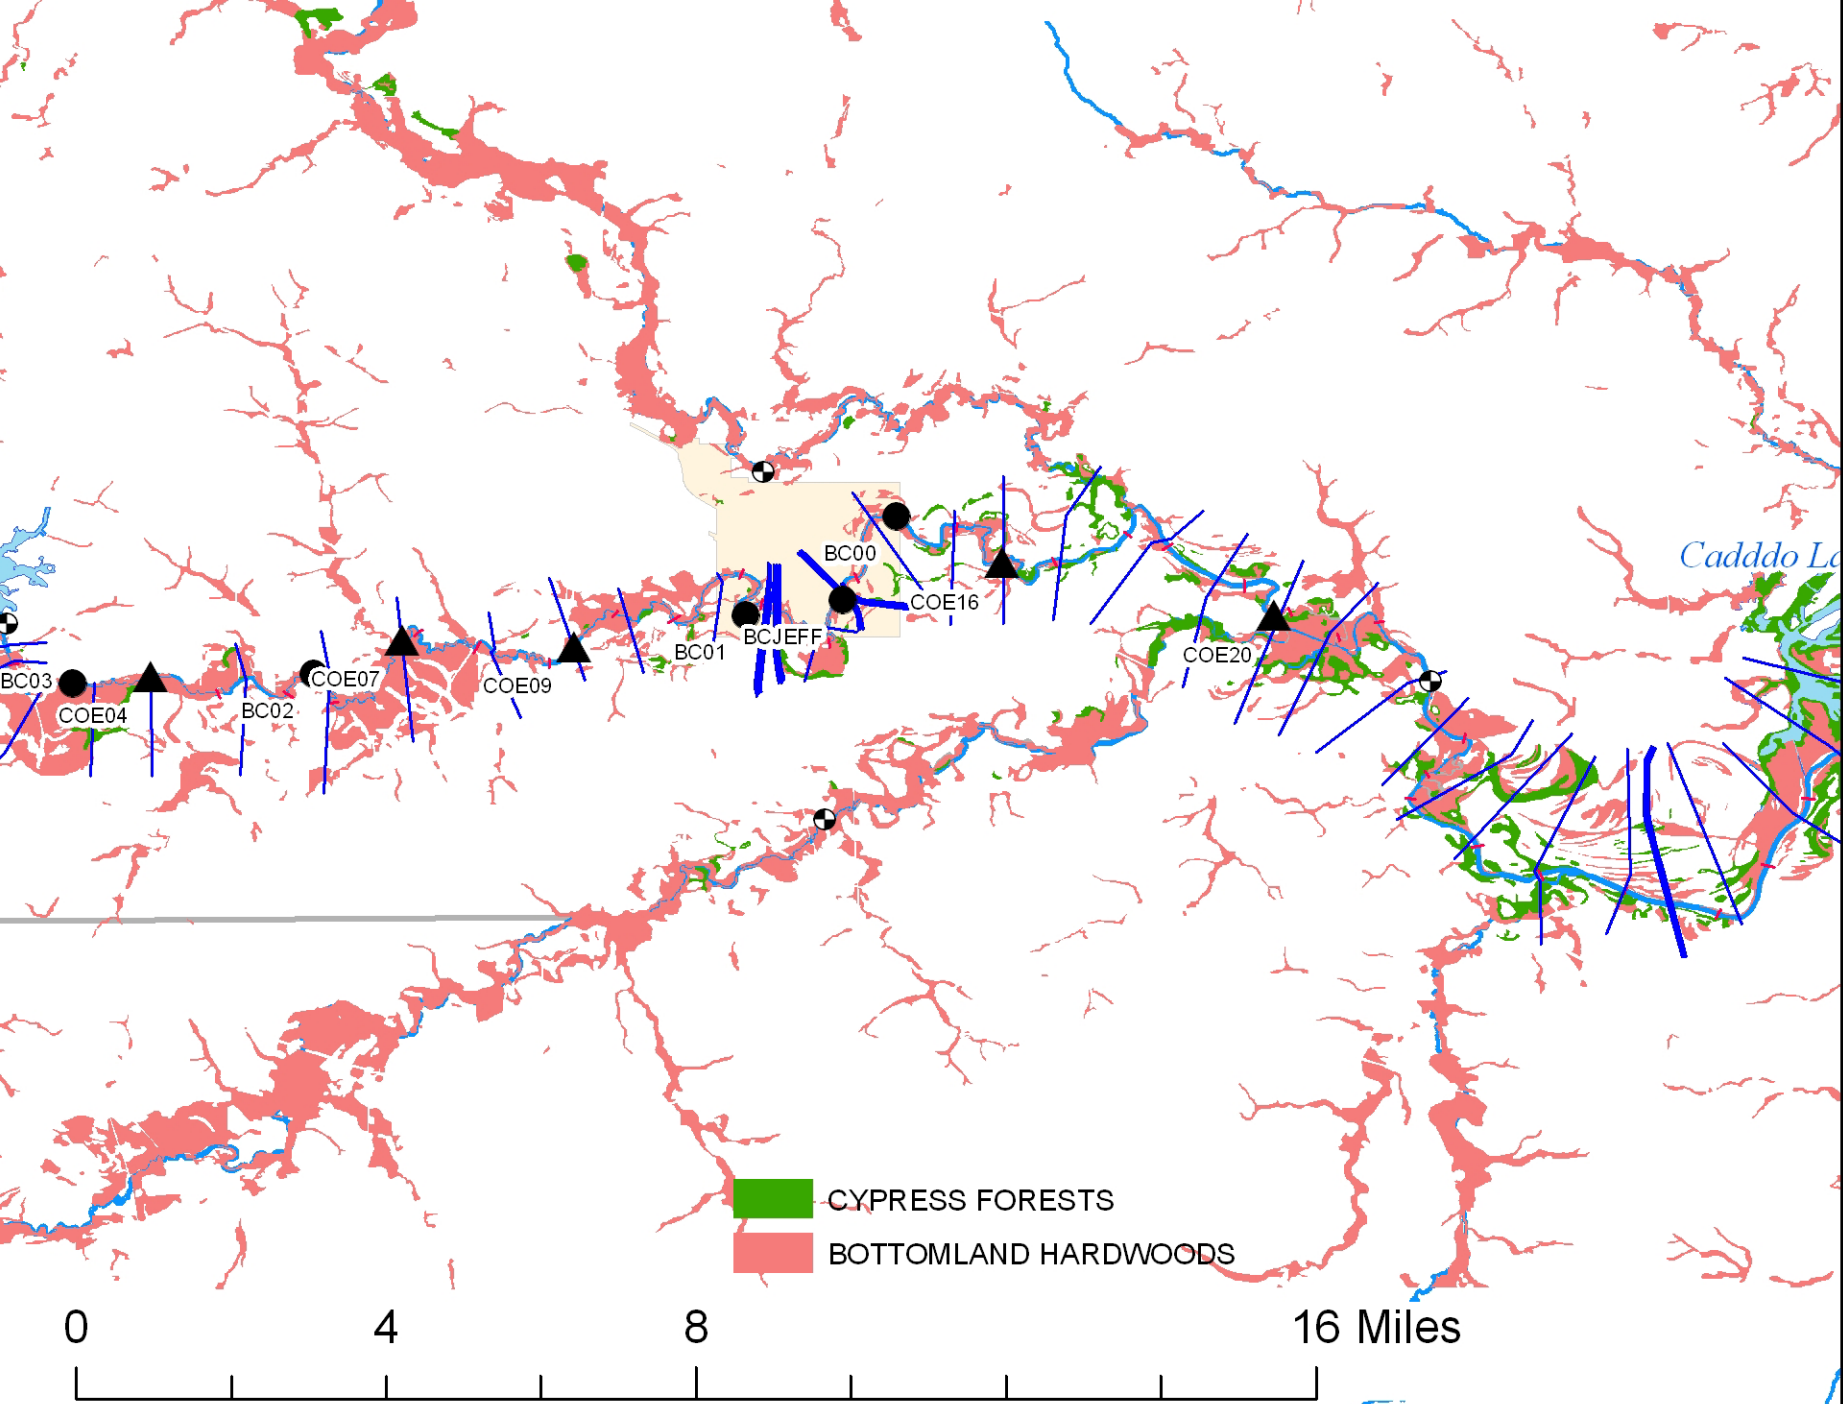 Cadddo La
BC00
COE16
BCJEFF
BC01
COE20
BC03
COE07
COE09
BC02
COE04
CYPRESS FORESTS
BOTTOMLAND HARDWOODS
0 4 8 16 Miles